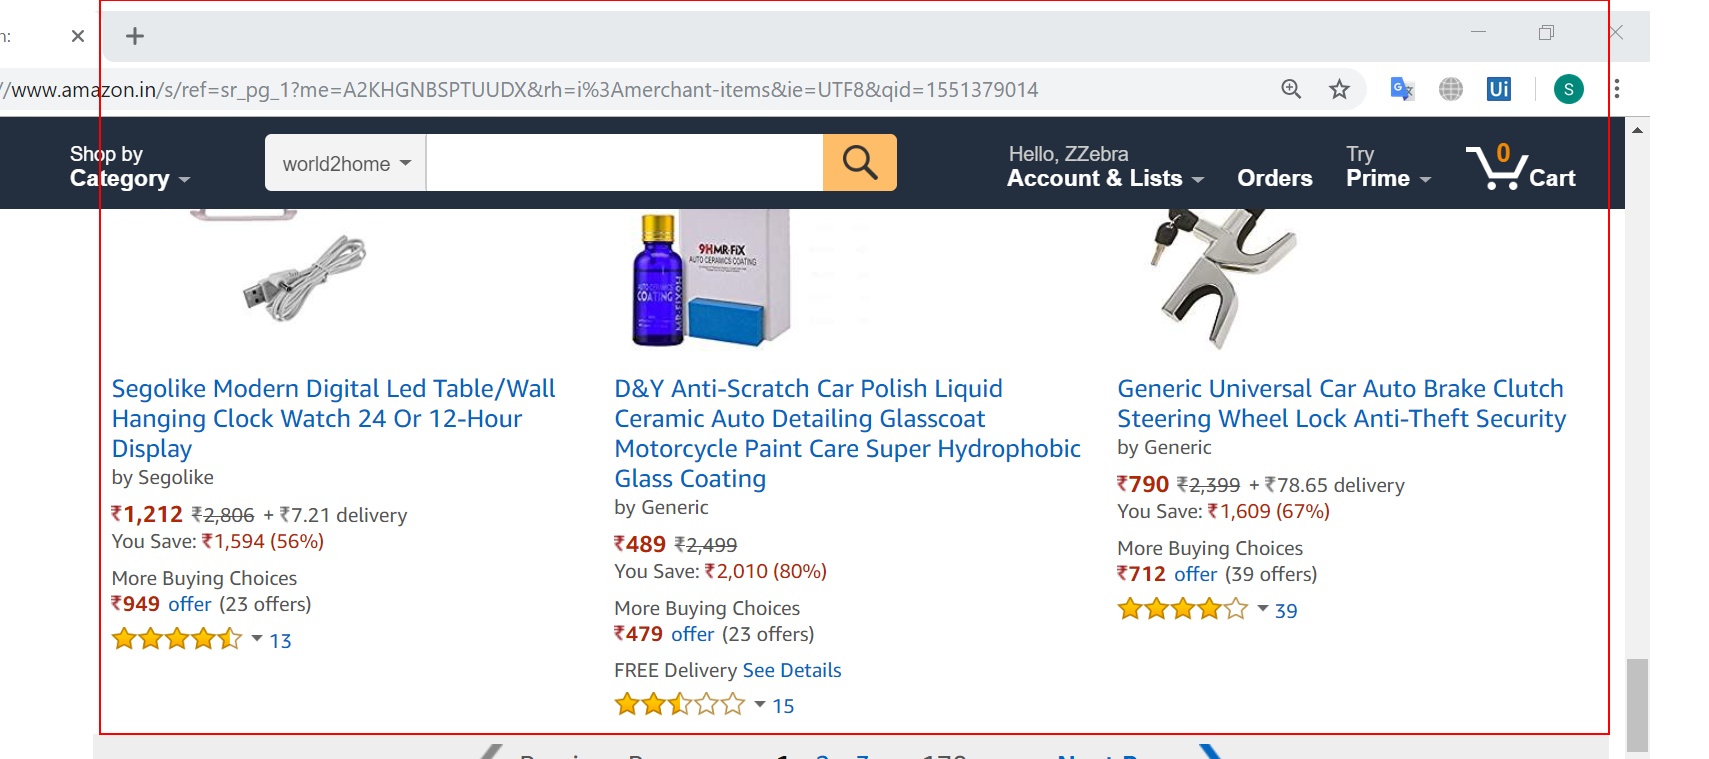 n:
//www.amazon.in/s/ref=sr_pg_1?me=A2KHGNBSPTUUDX&rh=i%3Amerchant-items&ie=UTF8&qid=1551379014
Ui
S
Shop by
Category
world2home
Hello, ZZebra
Account & Lists
Orders
Try
Prime
0
Cart
9H MR-FiX
AUTO CERAMICS COATING
AUTO CERAMICS
COATING
MR-FIX9H
Segolike Modern Digital Led Table/Wall
Hanging Clock Watch 24 Or 12-Hour
Display
by Segolike
₹1,212 ₹2,806 + ₹7.21 delivery
You Save: ₹1,594 (56%)
More Buying Choices
₹949 offer (23 offers)
13
D&Y Anti-Scratch Car Polish Liquid
Ceramic Auto Detailing Glasscoat
Motorcycle Paint Care Super Hydrophobic
Glass Coating
by Generic
₹489 ₹2,499
You Save: ₹2,010 (80%)
More Buying Choices
₹479 offer (23 offers)
FREE Delivery See Details
15
Generic Universal Car Auto Brake Clutch
Steering Wheel Lock Anti-Theft Security
by Generic
₹790 ₹2,399 + ₹78.65 delivery
You Save: ₹1,609 (67%)
More Buying Choices
₹712 offer (39 offers)
39